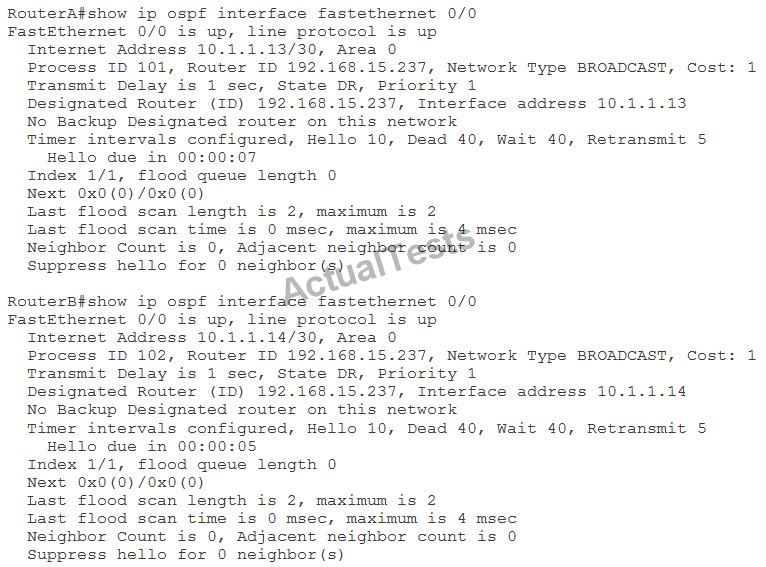 RouterA#show ip ospf interface fastethernet 0/0
FastEthernet 0/0 is up, line protocol is up
Internet Address 10.1.1.13/30, Area 0
Process ID 101, Router ID 192.168.15.237, Network Type BROADCAST, Cost: 1
Transmit Delay is 1 sec, State DR, Priority 1
Designated Router (ID) 192.168.15.237, Interface address 10.1.1.13
No Backup Designated router on this network
Timer intervals configured, Hello 10, Dead 40, Wait 40, Retransmit 5
Hello due in 00:00:07
Index 1/1, flood queue length 0
Next 0x0(0)/0x0(0)
Last flood scan length is 2, maximum is 2
Last flood scan time is 0 msec, maximum is 4 msec
Neighbor Count is 0, Adjacent neighbor count is 0
Suppress hello for 0 neighbor(s)
ActualTests
RouterB#show ip ospf interface fastethernet 0/0
FastEthernet 0/0 is up, line protocol is up
Internet Address 10.1.1.14/30, Area 0
Process ID 102, Router ID 192.168.15.237, Network Type BROADCAST, Cost: 1
Transmit Delay is 1 sec, State DR, Priority 1
Designated Router (ID) 192.168.15.237, Interface address 10.1.1.14
No Backup Designated router on this network
Timer intervals configured, Hello 10, Dead 40, Wait 40, Retransmit 5
Hello due in 00:00:05
Index 1/1, flood queue length 0
Next 0x0(0)/0x0(0)
Last flood scan length is 2, maximum is 2
Last flood scan time is 0 msec, maximum is 4 msec
Neighbor Count is 0, Adjacent neighbor count is 0
Suppress hello for 0 neighbor(s)